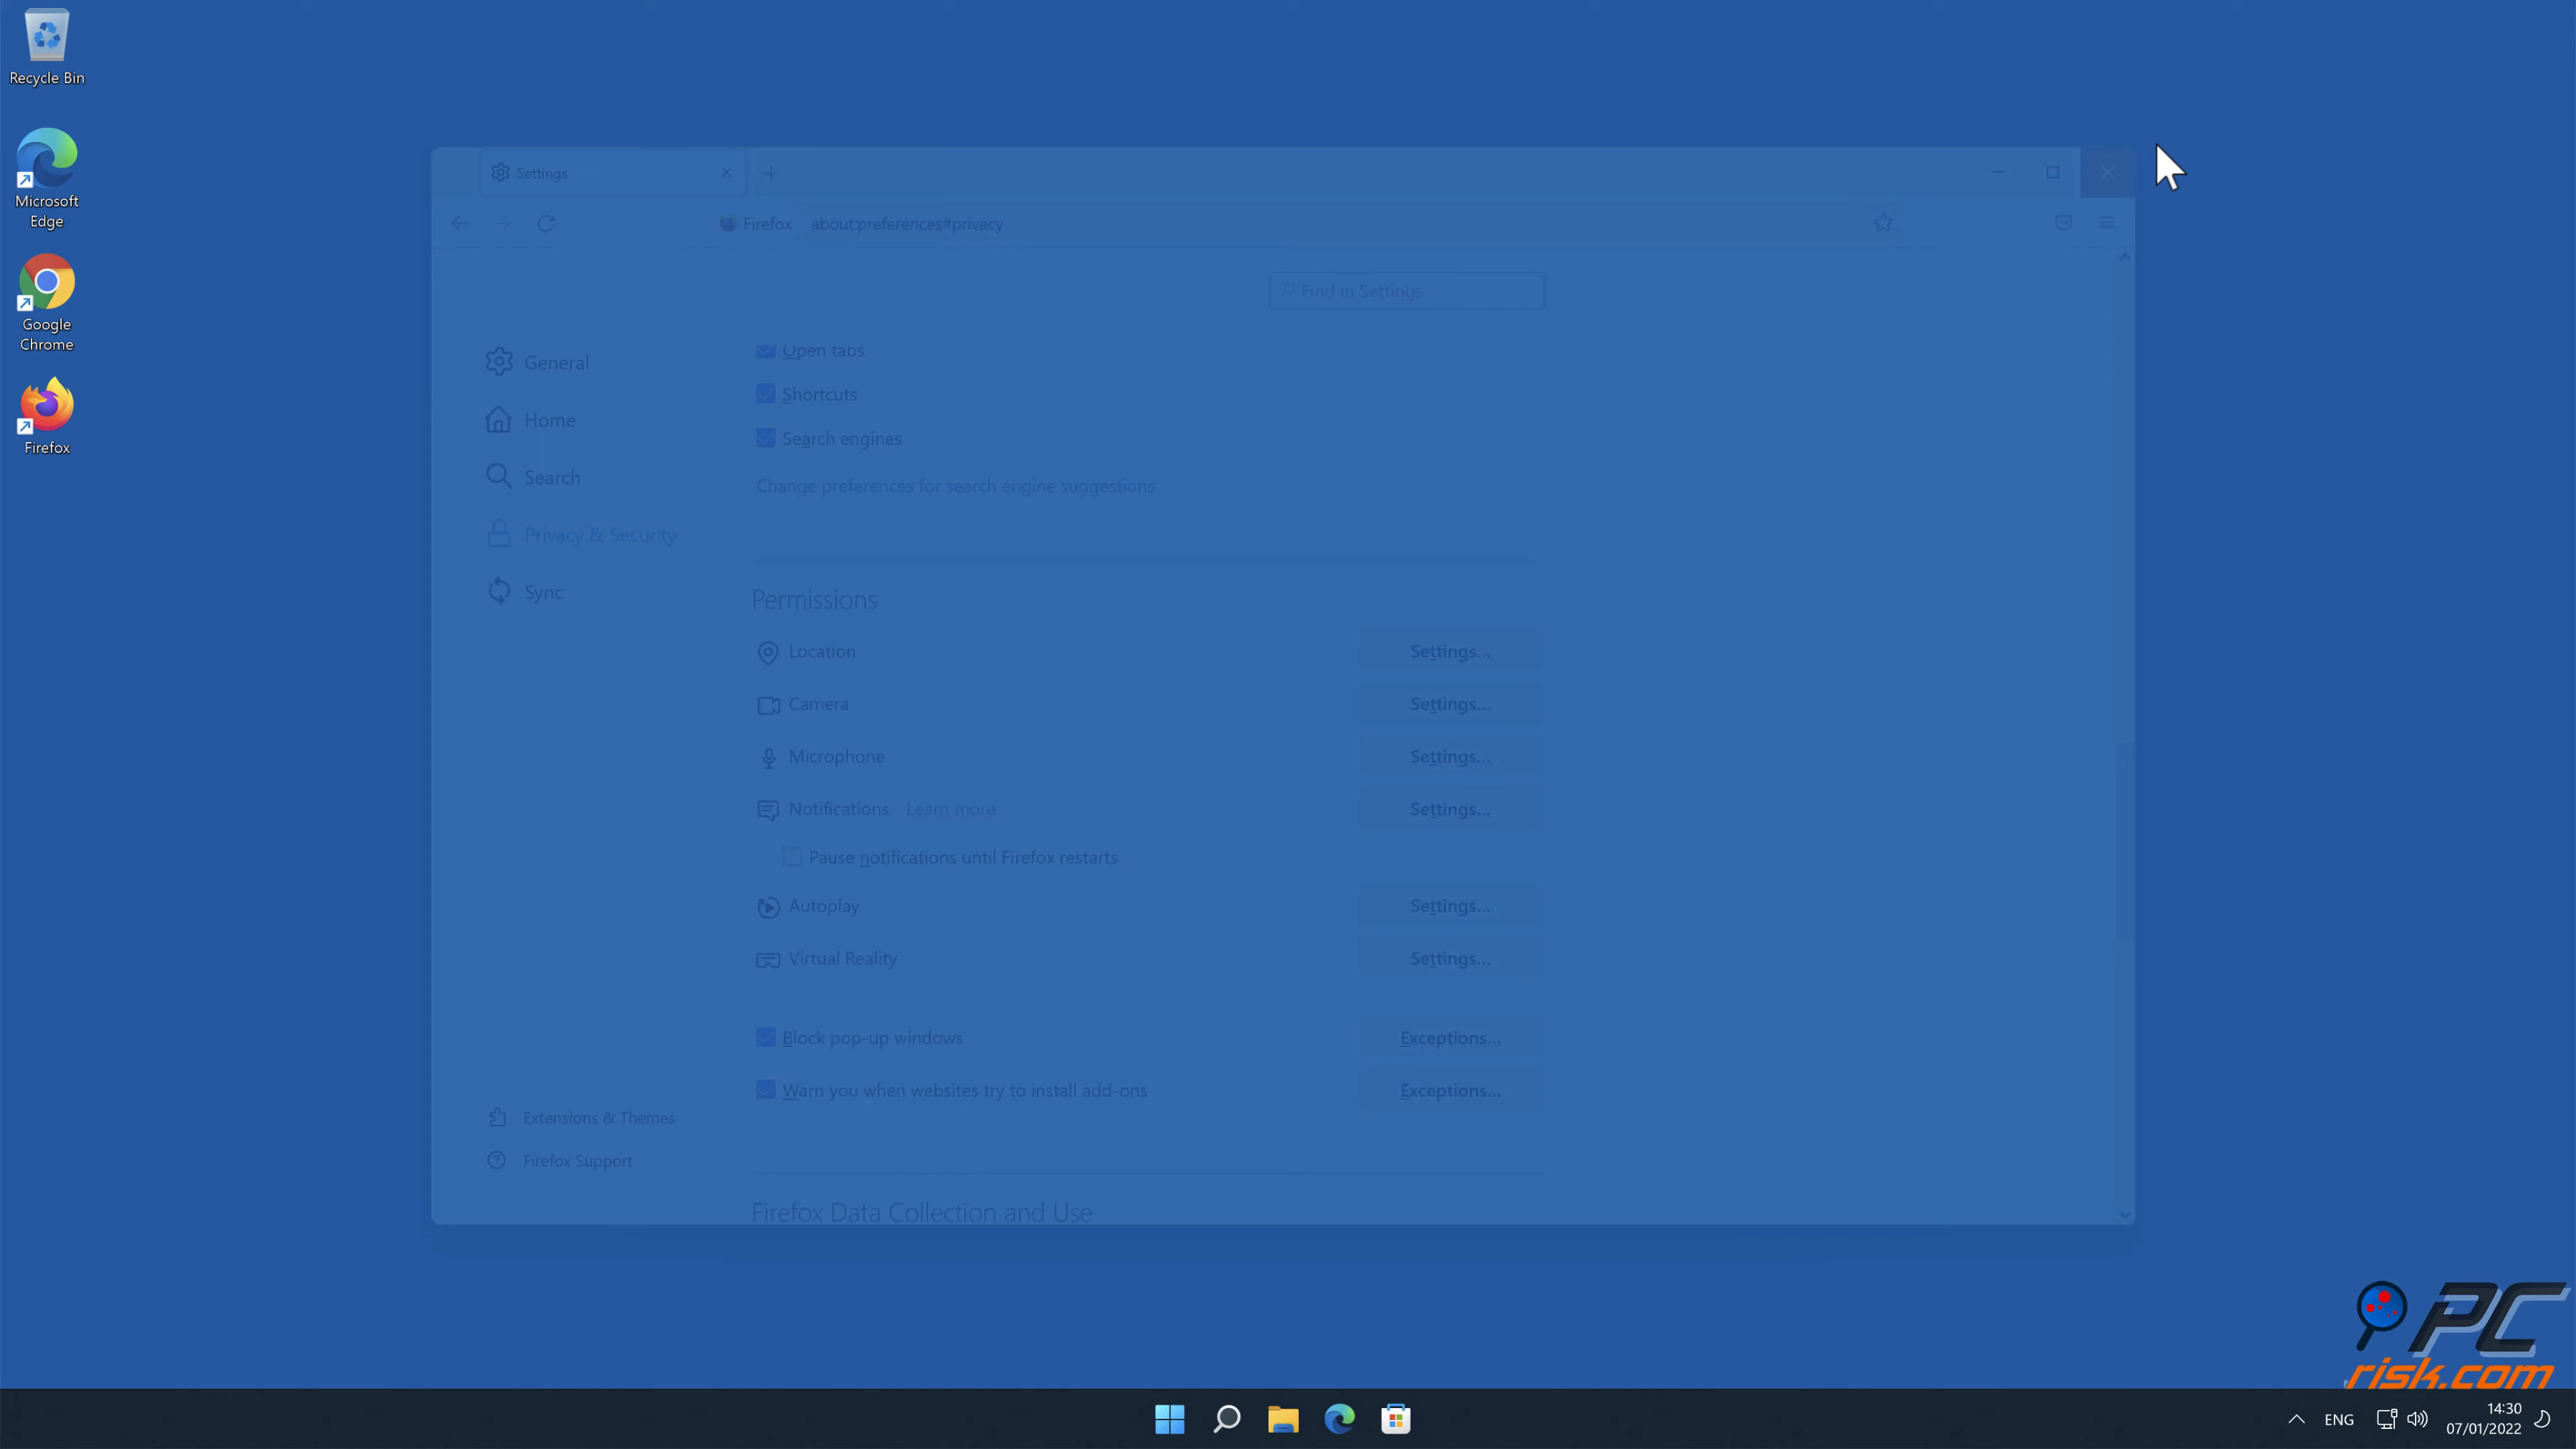 Recycle Bin
Microsoft
Edge
Google
Chrome
Firefox
Settings
Firefox about:preferences#privacy
Find in Settings
General
Home
Search
Privacy & Security
Sync
Extensions & Themes
Firefox Support
Open tabs
Shortcuts
Search engines
Change preferences for search engine suggestions
Permissions
Location Settings...
Camera Settings...
Microphone Settings...
Notifications Learn more Settings...
Pause notifications until Firefox restarts
Autoplay Settings...
Virtual Reality Settings...
Block pop-up windows Exceptions...
Warn you when websites try to install add-ons Exceptions...
Firefox Data Collection and Use
PC
risk.com
ENG
14:30
07/01/2022